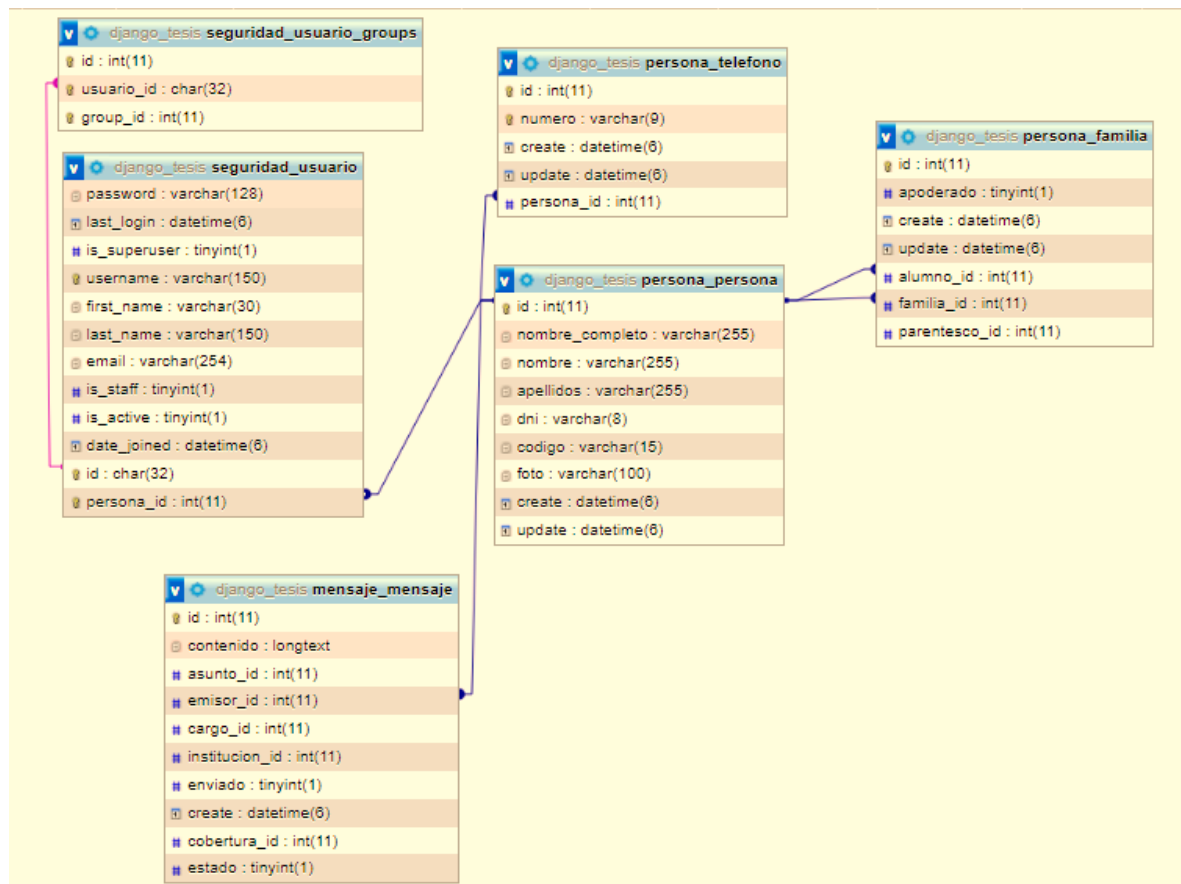 django_tesis seguridad_usuario_groups
id : int(11)
usuario_id : char(32)
group_id : int(11)
django_tesis seguridad_usuario
password : varchar(128)
last_login : datetime(6)
is_superuser : tinyint(1)
username : varchar(150)
first_name : varchar(30)
last_name : varchar(150)
email : varchar(254)
is_staff : tinyint(1)
is_active : tinyint(1)
date_joined : datetime(6)
id : char(32)
persona_id : int(11)
django_tesis persona_telefono
id : int(11)
numero : varchar(9)
create : datetime(6)
update : datetime(6)
persona_id : int(11)
django_tesis persona_persona
id : int(11)
nombre_completo : varchar(255)
nombre : varchar(255)
apellidos : varchar(255)
dni : varchar(8)
codigo : varchar(15)
foto : varchar(100)
create : datetime(6)
update : datetime(6)
django_tesis persona_familia
id : int(11)
apoderado : tinyint(1)
create : datetime(6)
update : datetime(6)
alumno_id : int(11)
familia_id : int(11)
parentesco_id : int(11)
django_tesis mensaje_mensaje
id : int(11)
contenido : longtext
asunto_id : int(11)
emisor_id : int(11)
cargo_id : int(11)
institucion_id : int(11)
enviado : tinyint(1)
create : datetime(6)
cobertura_id : int(11)
estado : tinyint(1)